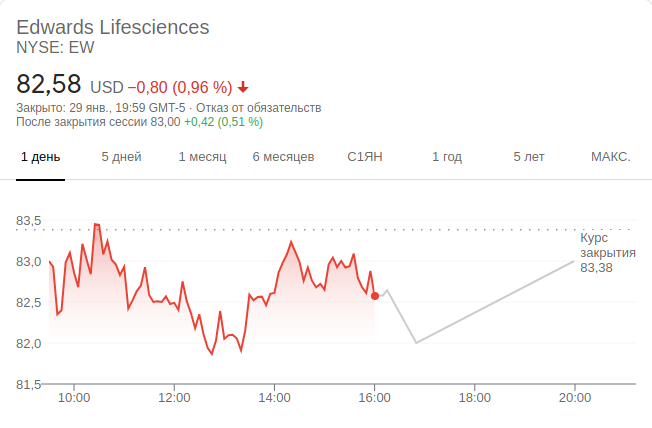 Edwards Lifesciences
NYSE: EW
82,58 USD −0,80 (0,96 %)
Закрыто: 29 янв., 19:59 GMT-5 · Отказ от обязательств
После закрытия сессии 83,00 +0,42 (0,51 %)
1 день 5 дней 1 месяц 6 месяцев С1ЯН 1 год 5 лет МАКС.
83,5
Курс
закрытия
83,38
83,0
82,5
82,0
81,5
10:00 12:00 14:00 16:00 18:00 20:00